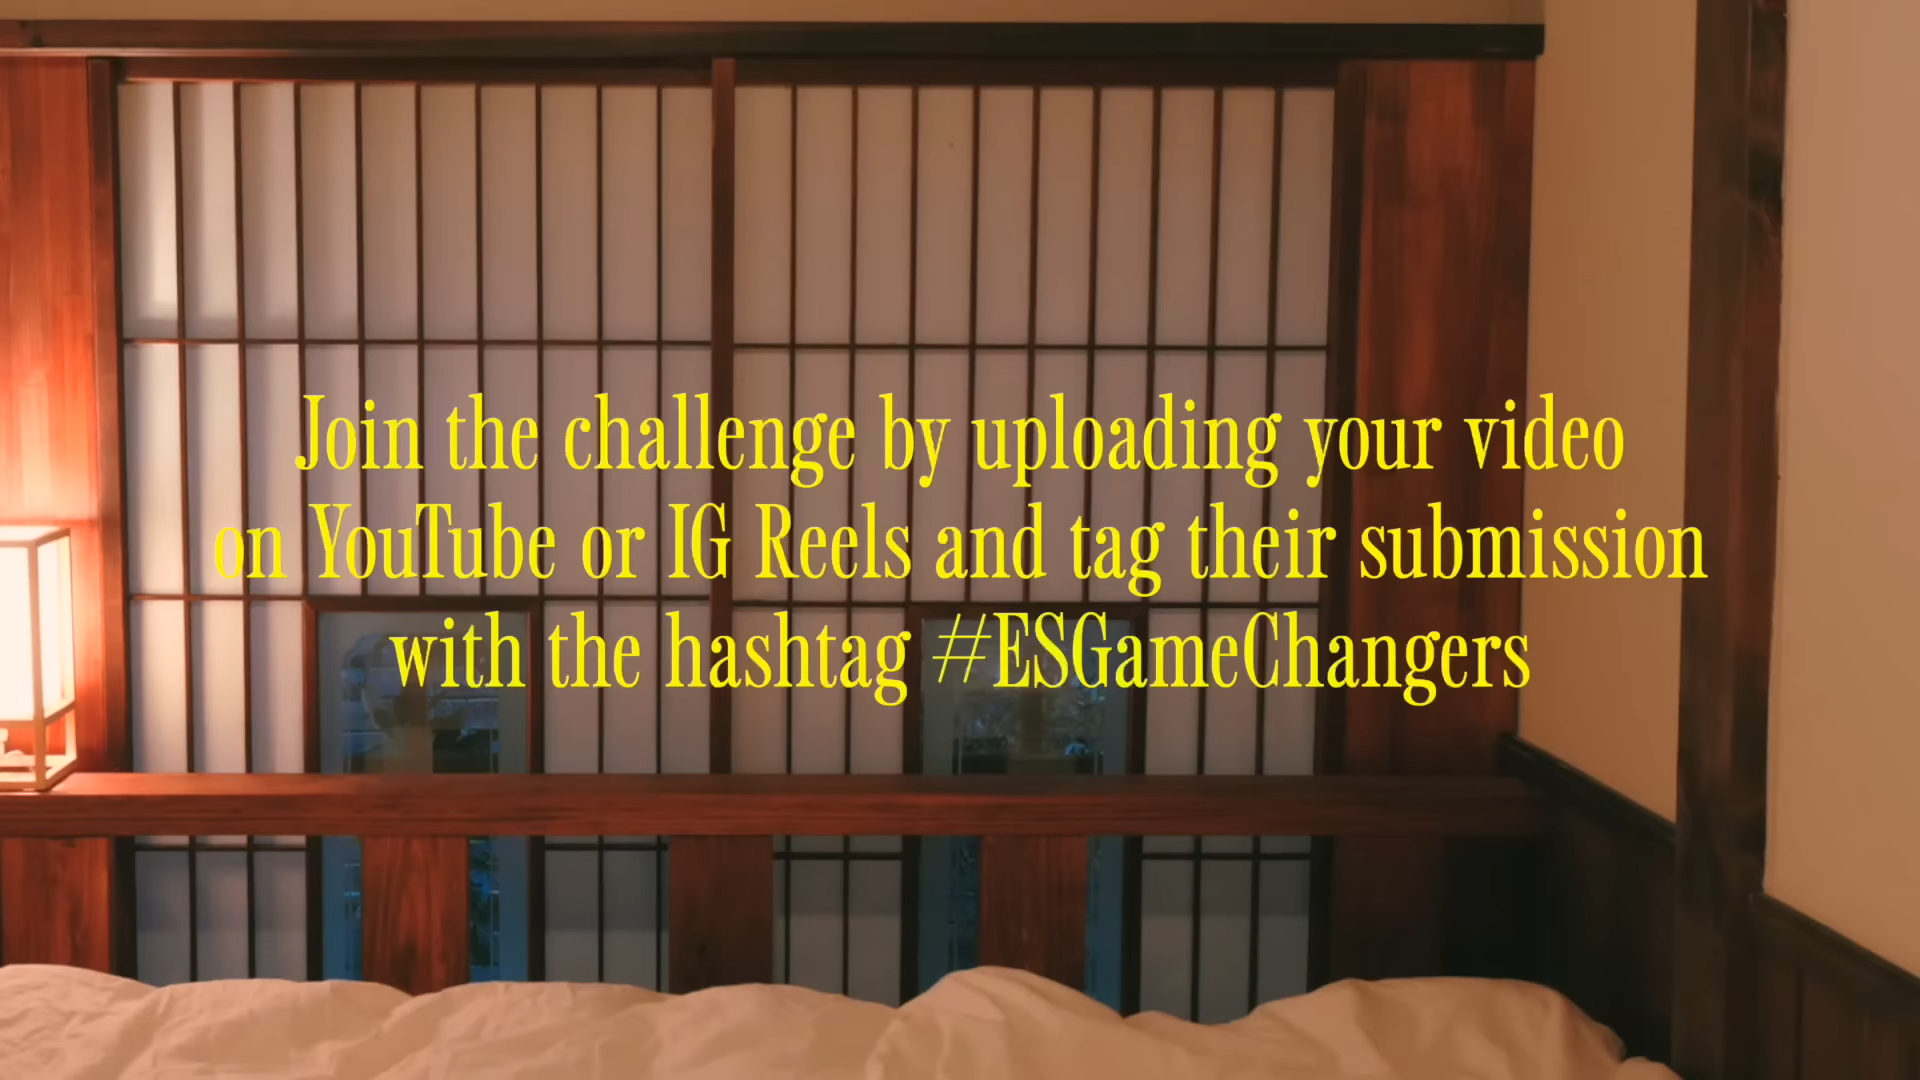 Join the challenge by uploading your video
on YouTube or IG Reels and tag their submission
with the hashtag #ESGameChangers